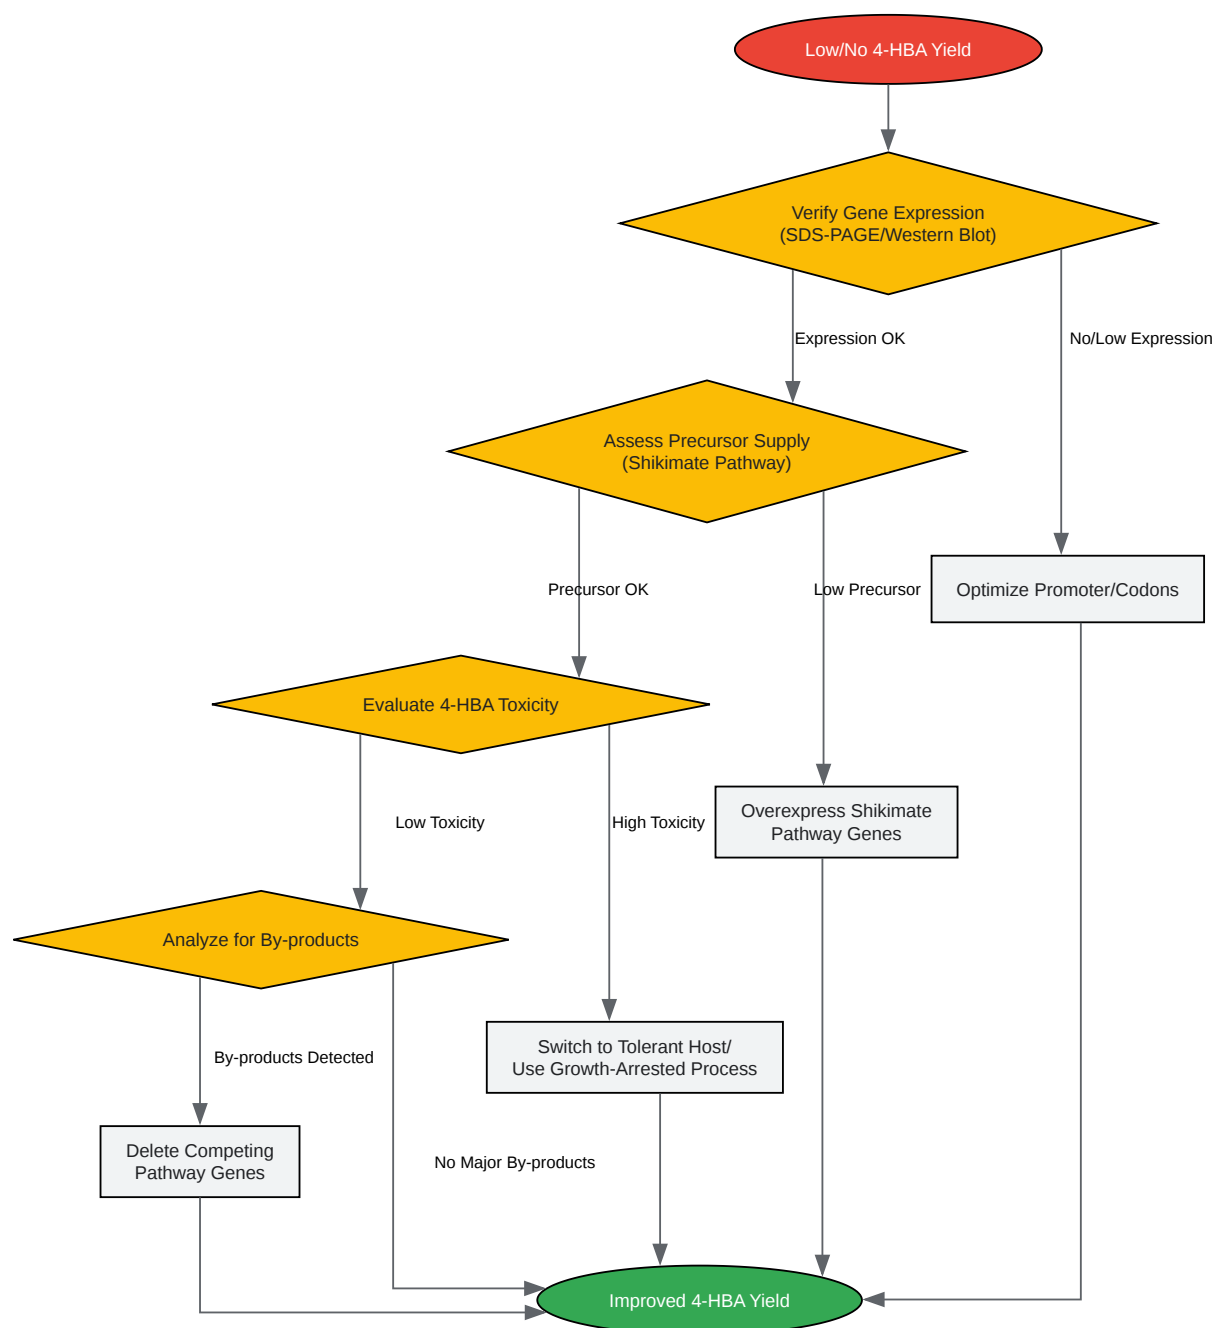 Low/No 4-HBA Yield
Verify Gene Expression
(SDS-PAGE/Western Blot)
Expression OK
No/Low Expression
Assess Precursor Supply
(Shikimate Pathway)
Precursor OK
Low Precursor
Optimize Promoter/Codons
Evaluate 4-HBA Toxicity
Low Toxicity
High Toxicity
Overexpress Shikimate
Pathway Genes
Analyze for By-products
By-products Detected
Switch to Tolerant Host/
Use Growth-Arrested Process
Delete Competing
Pathway Genes
No Major By-products
Improved 4-HBA Yield